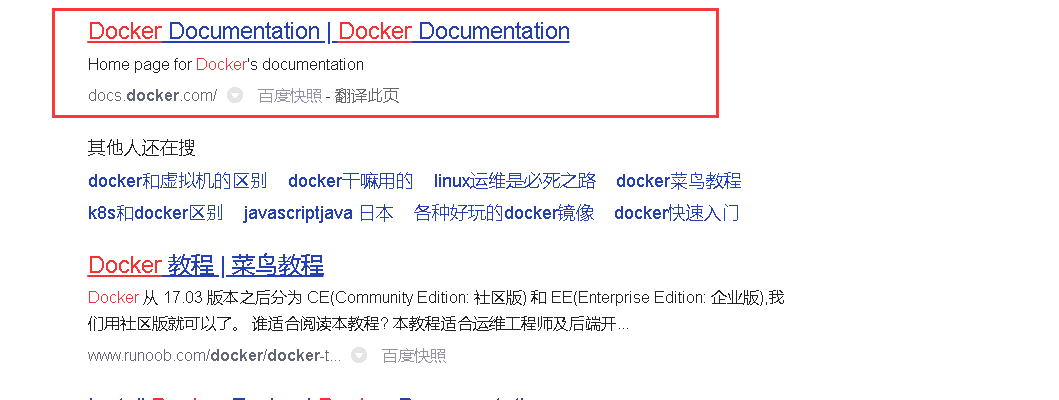 Docker Documentation | Docker Documentation
Home page for Docker's documentation
docs.docker.com/ 百度快照 - 翻译此页
其他人还在搜
docker和虚拟机的区别 docker干嘛用的 linux运维是必死之路 docker菜鸟教程
k8s和docker区别 javascriptjava 日本 各种好玩的docker镜像 docker快速入门
Docker 教程 | 菜鸟教程
Docker 从 17.03 版本之后分为 CE(Community Edition: 社区版) 和 EE(Enterprise Edition: 企业版),我
们用社区版就可以了。 谁适合阅读本教程? 本教程适合运维工程师及后端开...
www.runoob.com/docker/docker-t... 百度快照